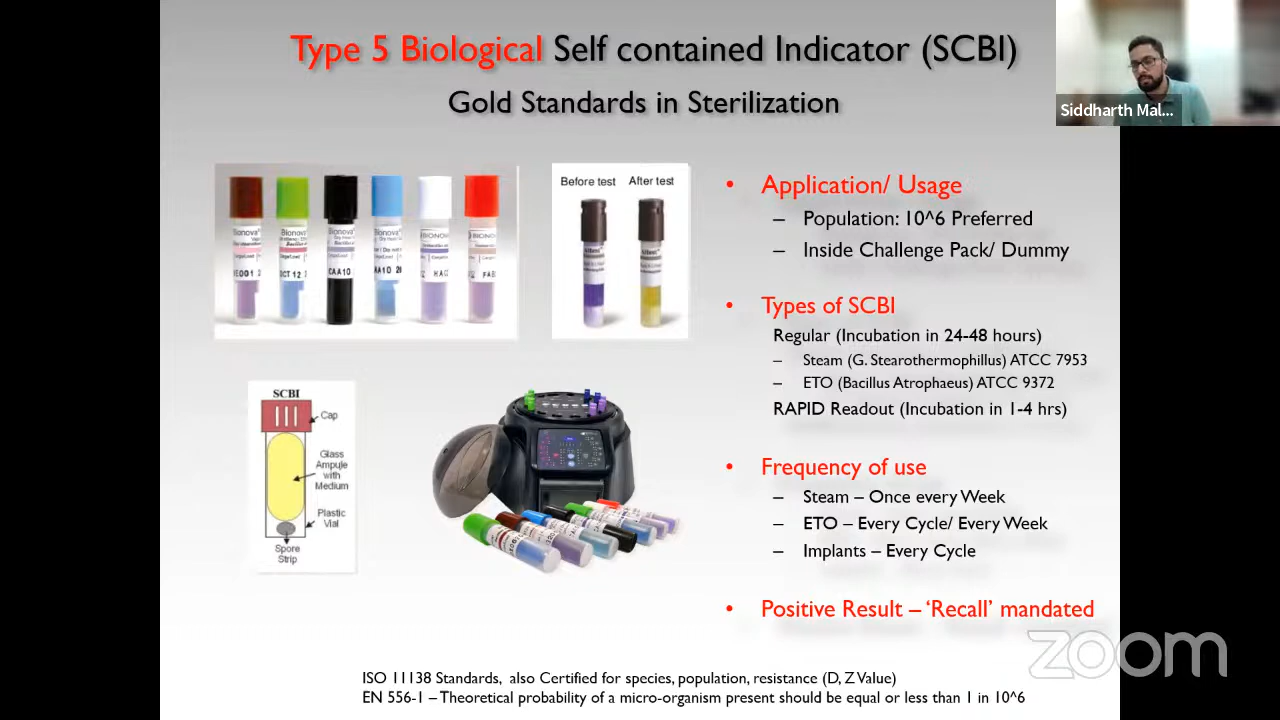 Type 5 Biological Self contained Indicator (SCBI)
Gold Standards in Sterilization
Siddharth Mal...
Before test After test
• Application/ Usage
– Population: 10^6 Preferred
– Inside Challenge Pack/ Dummy
• Types of SCBI
Regular (Incubation in 24-48 hours)
– Steam (G. Stearothermophillus) ATCC 7953
– ETO (Bacillus Atrophaeus) ATCC 9372
RAPID Readout (Incubation in 1-4 hrs)
• Frequency of use
– Steam – Once every Week
– ETO – Every Cycle/ Every Week
– Implants – Every Cycle
• Positive Result – ‘Recall’ mandated
SCBI
Cap
Glass
Ampule
with
Medium
Plastic
Vial
Spore
Strip
zoom
ISO 11138 Standards, also Certified for species, population, resistance (D, Z Value)
EN 556-1 – Theoretical probability of a micro-organism present should be equal or less than 1 in 10^6